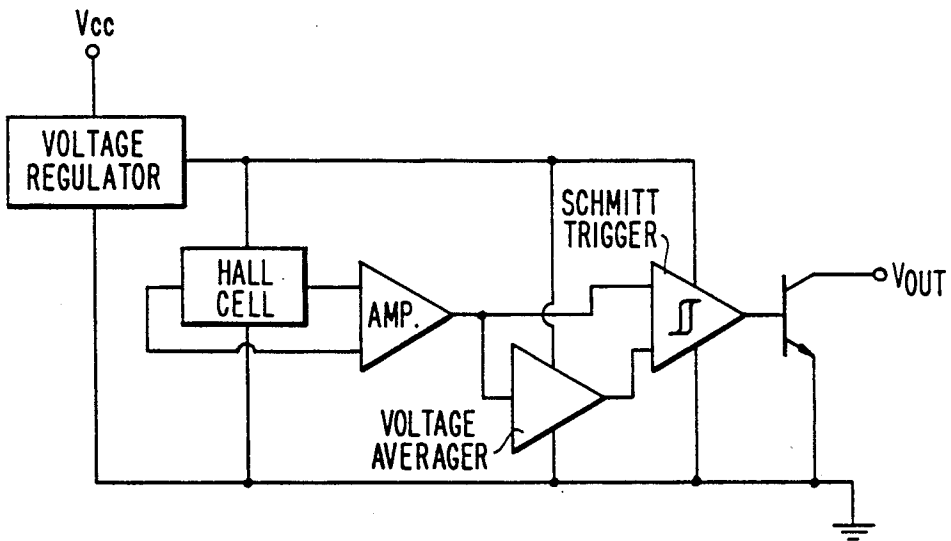 Vcc
VOLTAGE
REGULATOR
SCHMITT
TRIGGER
HALL
CELL
AMP.
VOUT
VOLTAGE
AVERAGER